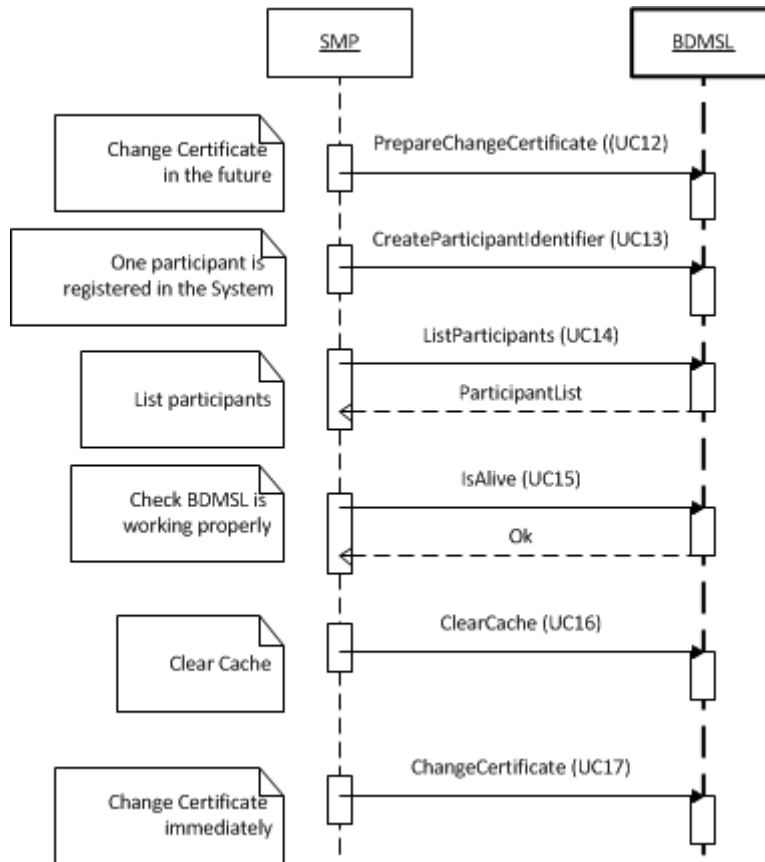 SMP
BDMSL
Change Certificate
in the future
PrepareChangeCertificate ((UC12)
One participant is
registered in the System
CreateParticipantIdentifier (UC13)
List participants
ListParticipants (UC14)
ParticipantList
Check BDMSL is
working properly
IsAlive (UC15)
Ok
Clear Cache
ClearCache (UC16)
Change Certificate
immediately
ChangeCertificate (UC17)